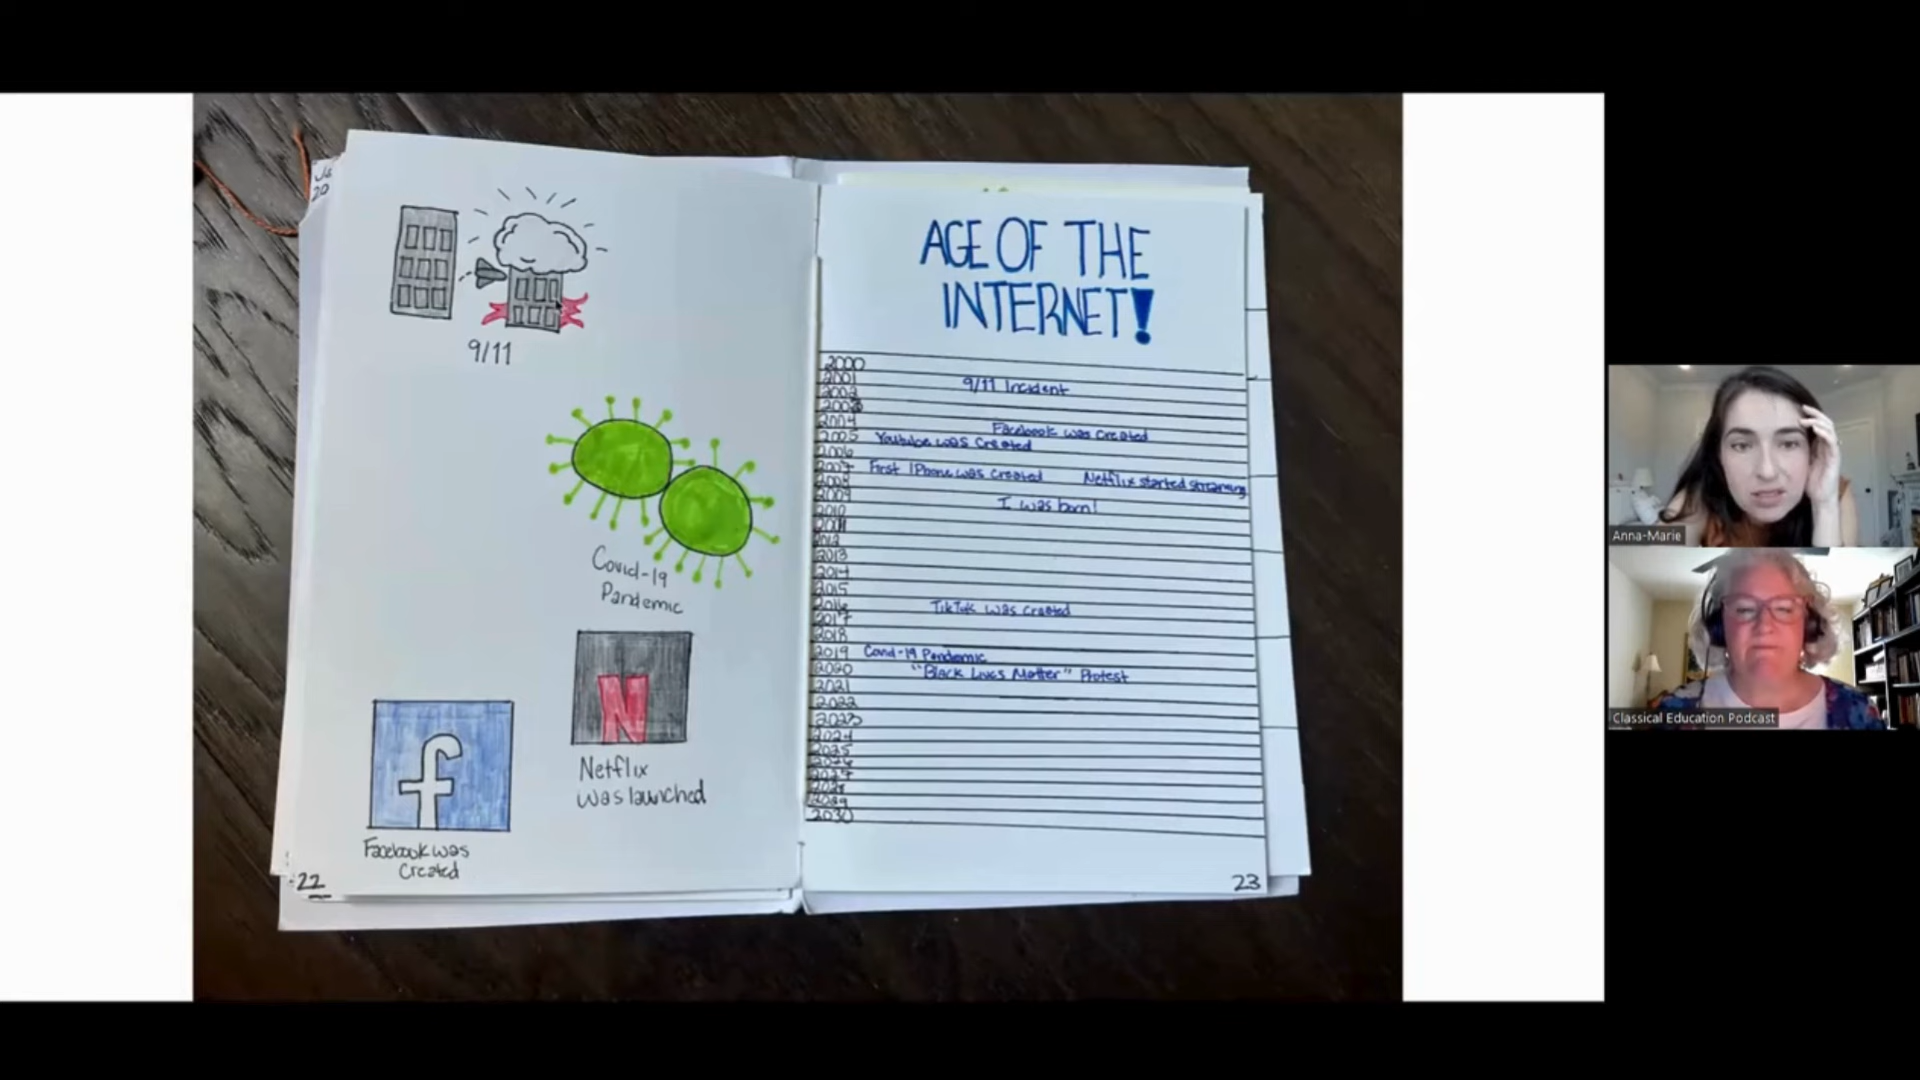 9/11
Covid-19
Pandemic
f
N
Netflix
was launched
Facebook was
Created
22
AGE OF THE
INTERNET!
2000
2001
9/11 Incident
2002
2003
2004
Facebook was created
2005
Youtube was created
2006
2007
First iPhone was created
Netflix started streaming
2008
2009
I was born!
2010
2011
2012
2013
2014
2015
2016
TikTok was created
2017
2018
2019
Covid-19 Pandemic
2020
"Black Lives Matter" Protest
2021
2022
2023
2024
2025
2026
2027
2028
2029
2030
23
Anna-Marie
Classical Education Podcast